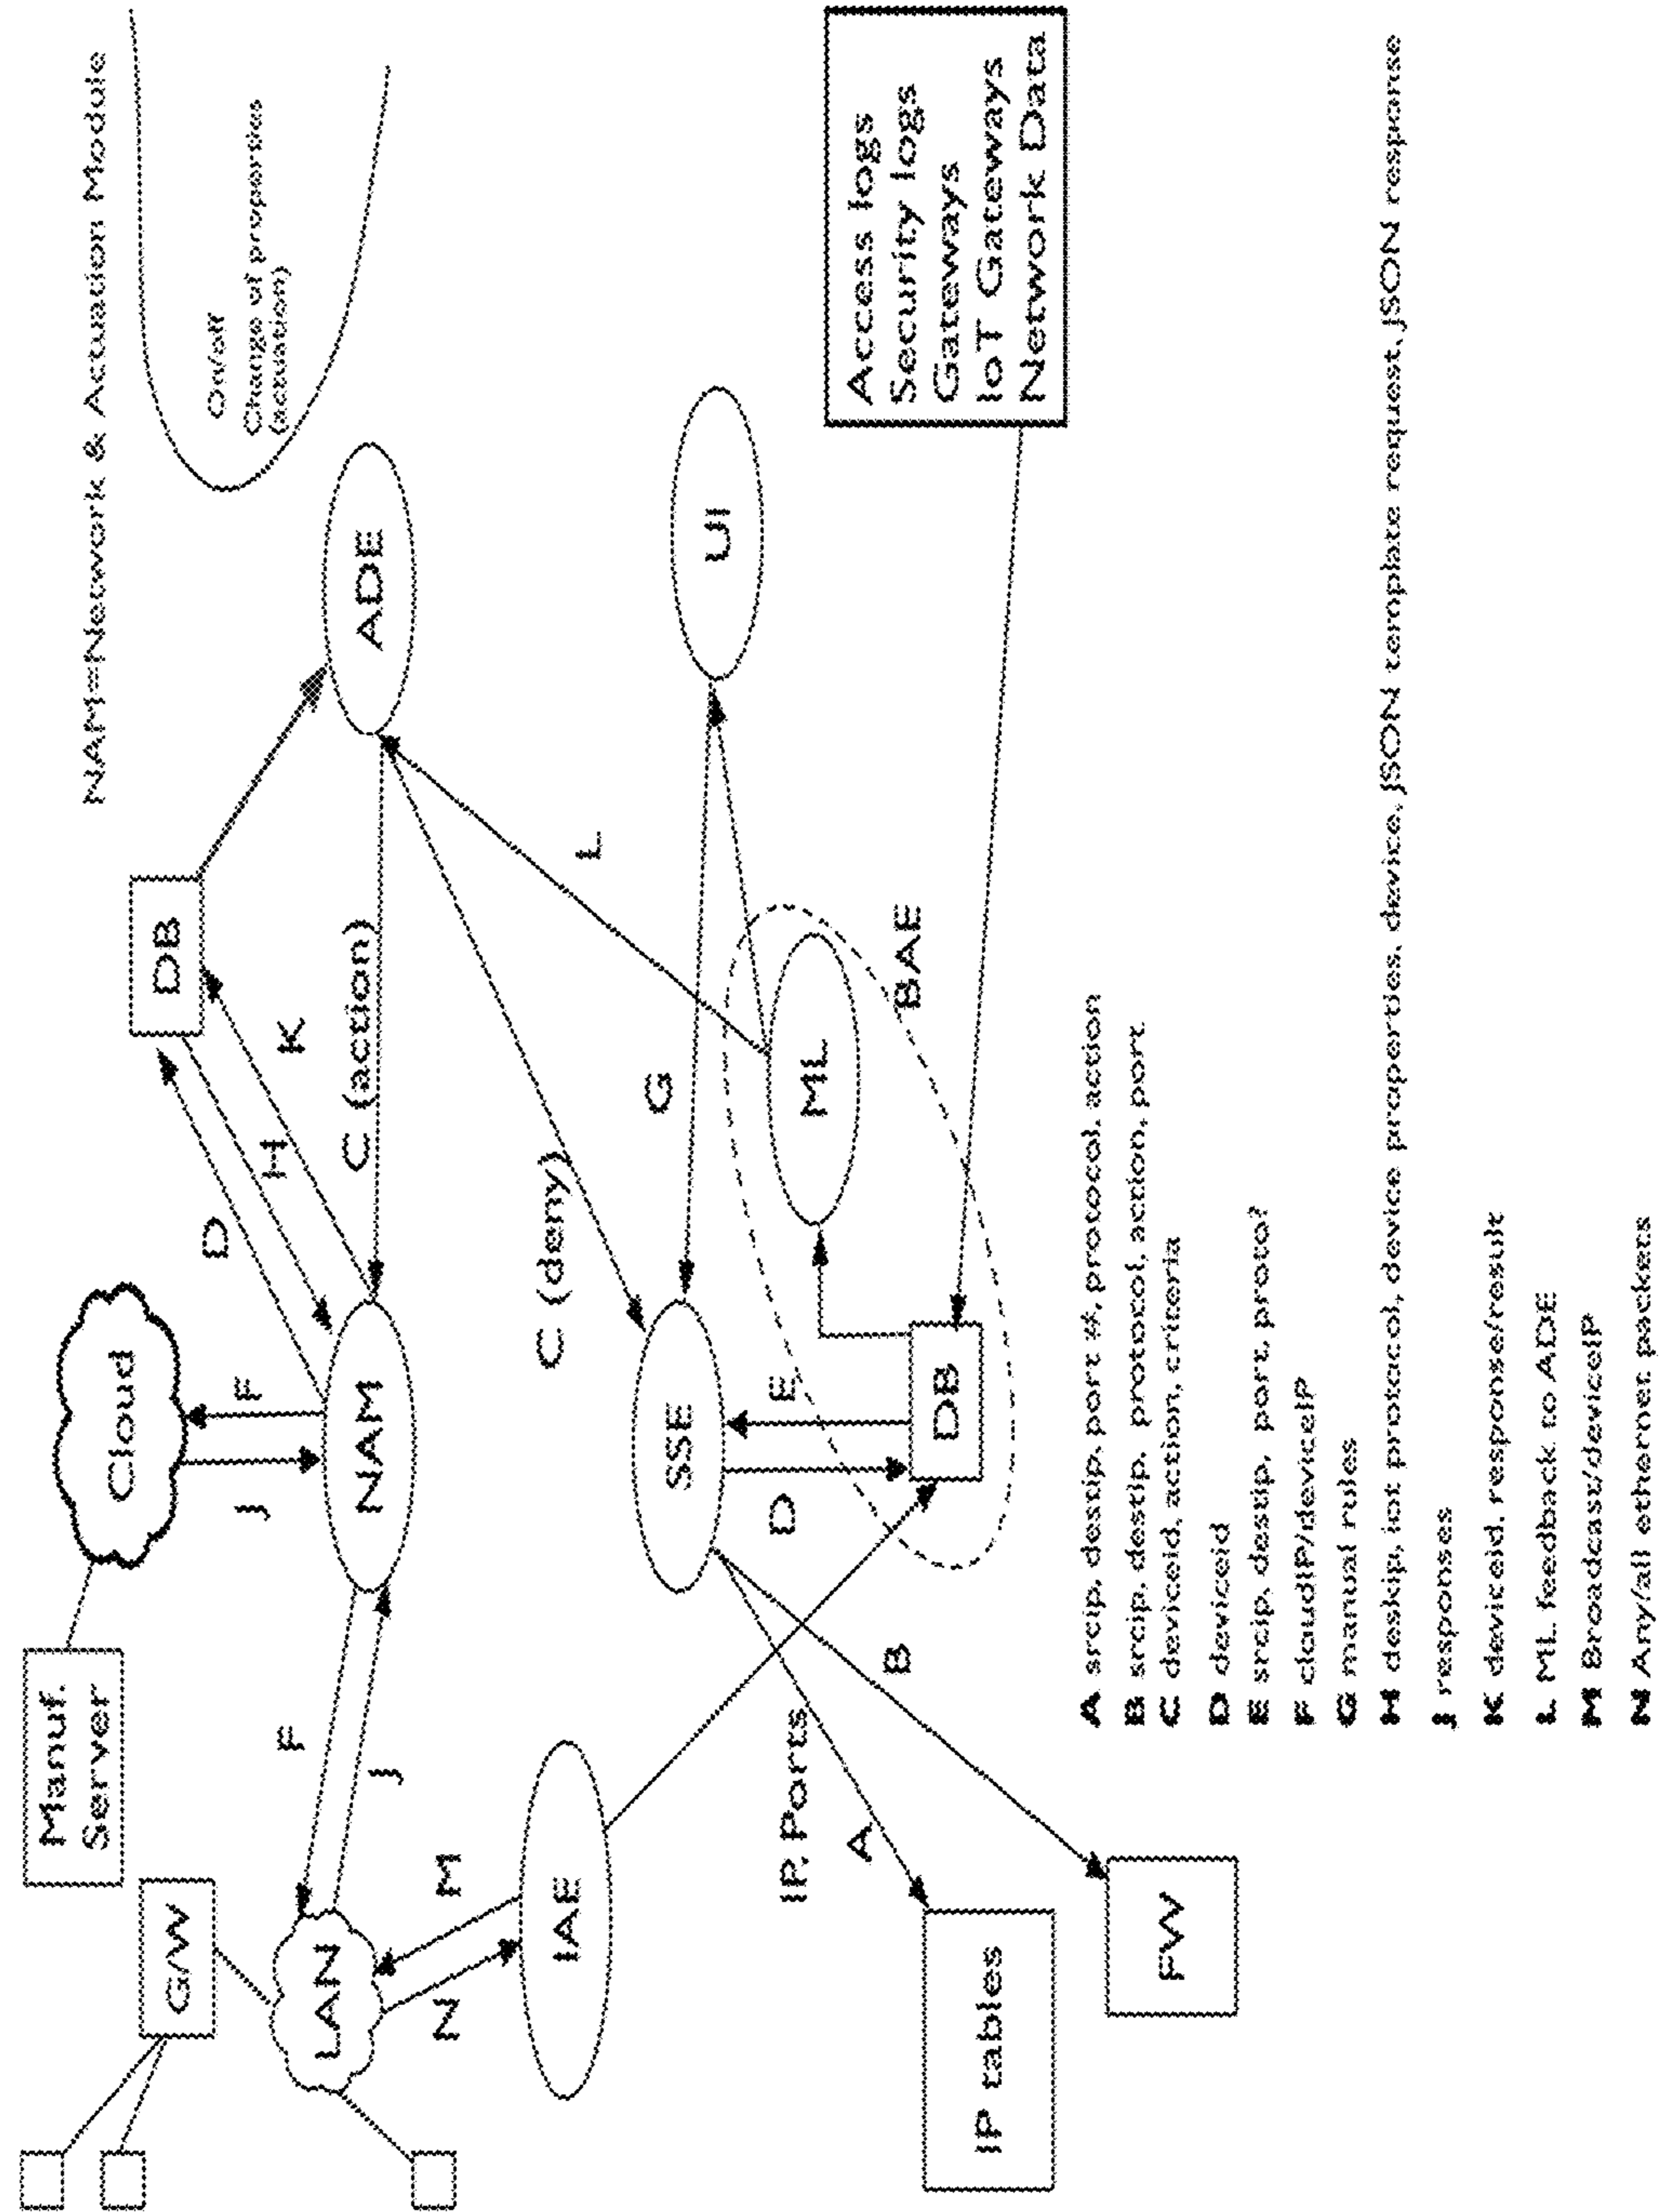 NAM=Network & Actuation Module
On/off
Change of properties
(actuation)
Manuf.
Server
Cloud
G/W
LAN
F
J
J
F
NAM
D
H
K
DB
C (action)
ADE
M
N
IAE
C (deny)
L
G
UI
SSE
D
E
ML
BAE
DB
IP, Ports
A
B
IP tables
FW
Access logs
Security logs
Gateways
IoT Gateways
Network Data
A srcip, destip, port #, protocol, action
B srcip, destip, protocol, action, port
C deviceid, action, criteria
D deviceid
E srcip, destip, port, proto?
F cloudIP/deviceIP
G manual rules
H deskip, iot protocol, device properties, device, JSON template request, JSON response
J responses
K deviceid, response/result
L ML feedback to ADE
M Broadcast/deviceIP
N Any/all ethernet packets